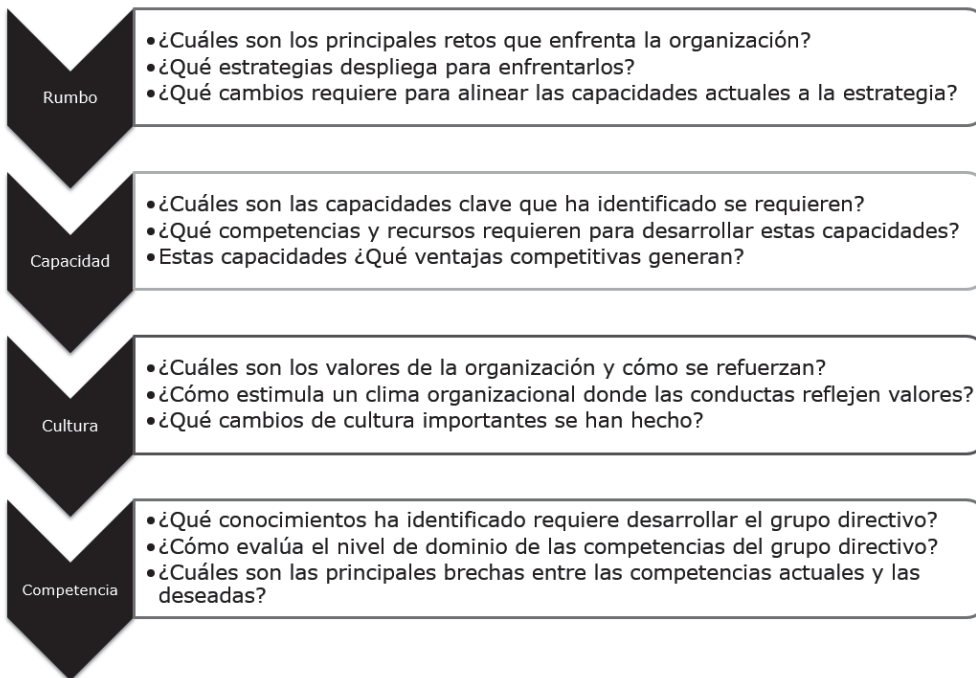 Rumbo
•¿Cuáles son los principales retos que enfrenta la organización?
•¿Qué estrategias despliega para enfrentarlos?
•¿Qué cambios requiere para alinear las capacidades actuales a la estrategia?
Capacidad
•¿Cuáles son las capacidades clave que ha identificado se requieren?
•¿Qué competencias y recursos requieren para desarrollar estas capacidades?
•Estas capacidades ¿Qué ventajas competitivas generan?
Cultura
•¿Cuáles son los valores de la organización y cómo se refuerzan?
•¿Cómo estimula un clima organizacional donde las conductas reflejen valores?
•¿Qué cambios de cultura importantes se han hecho?
Competencia
•¿Qué conocimientos ha identificado requiere desarrollar el grupo directivo?
•¿Cómo evalúa el nivel de dominio de las competencias del grupo directivo?
•¿Cuáles son las principales brechas entre las competencias actuales y las
deseadas?